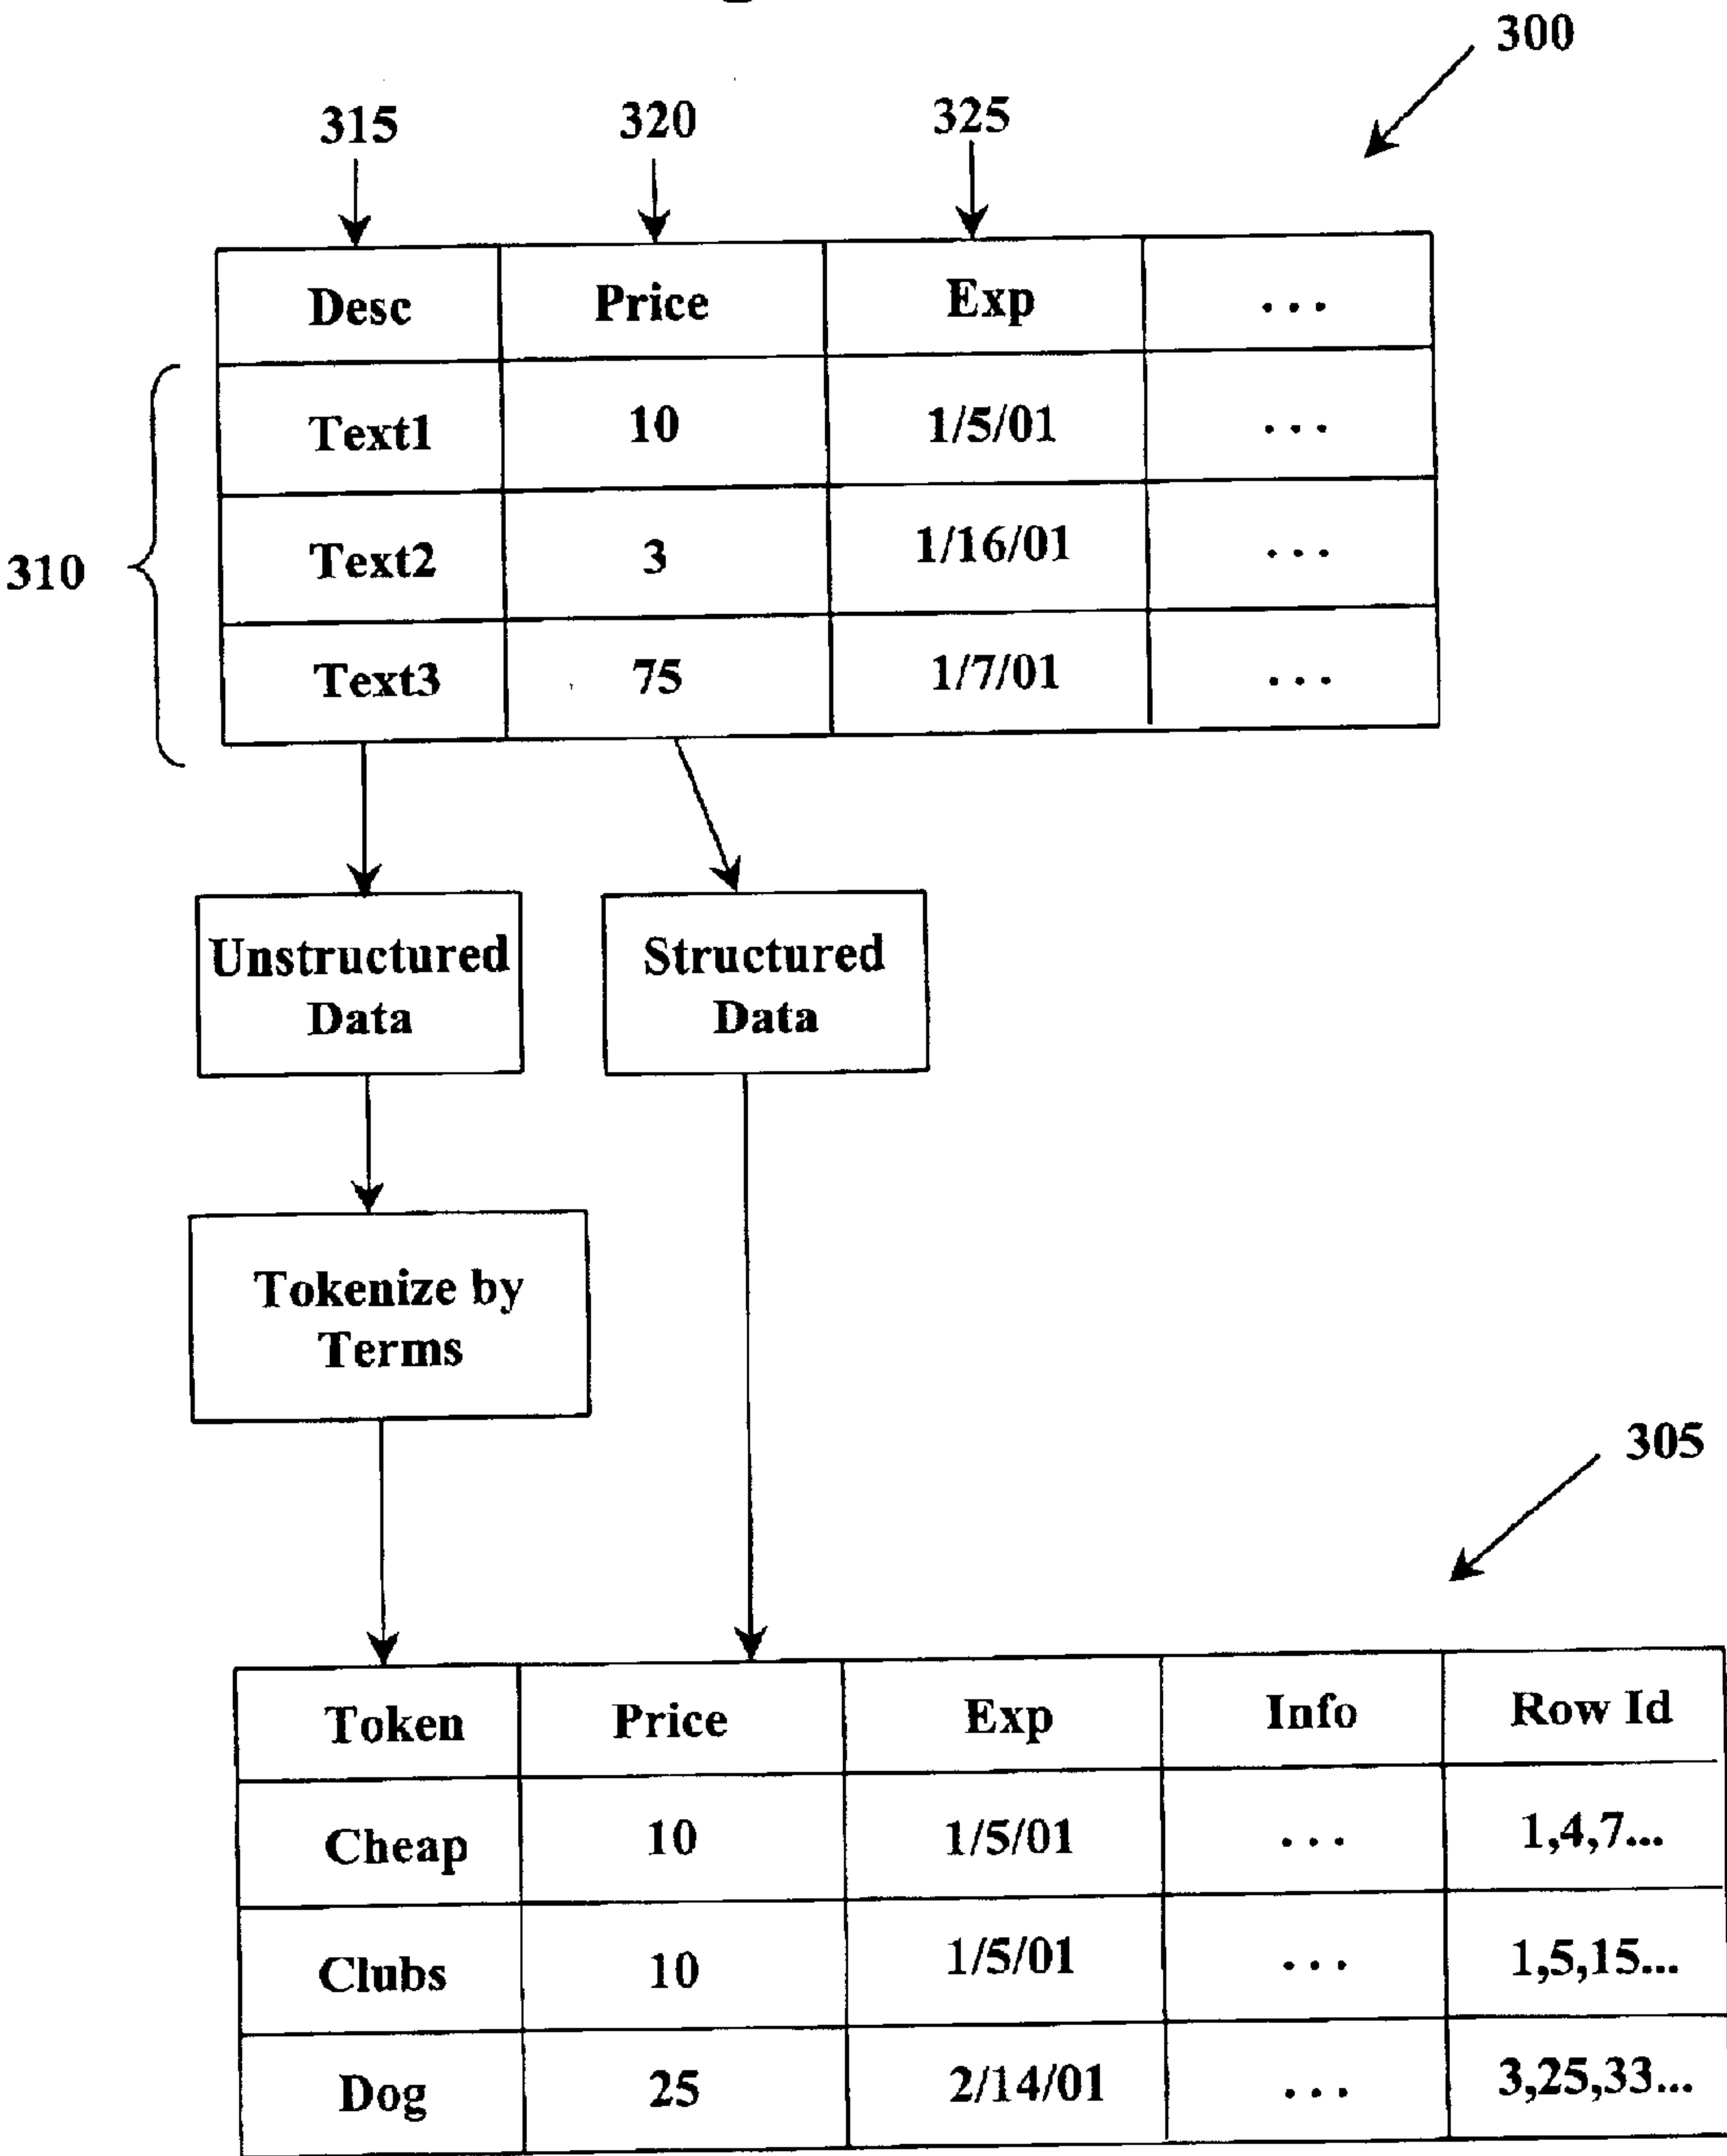 300
315 320 325
Desc Price Exp ...
Text1 10 1/5/01 ...
310
Text2 3 1/16/01 ...
Text3 75 1/7/01 ...
Unstructured
Data
Structured
Data
Tokenize by
Terms
305
Token Price Exp Info Row Id
Cheap 10 1/5/01 ... 1,4,7...
Clubs 10 1/5/01 ... 1,5,15...
Dog 25 2/14/01 ... 3,25,33...